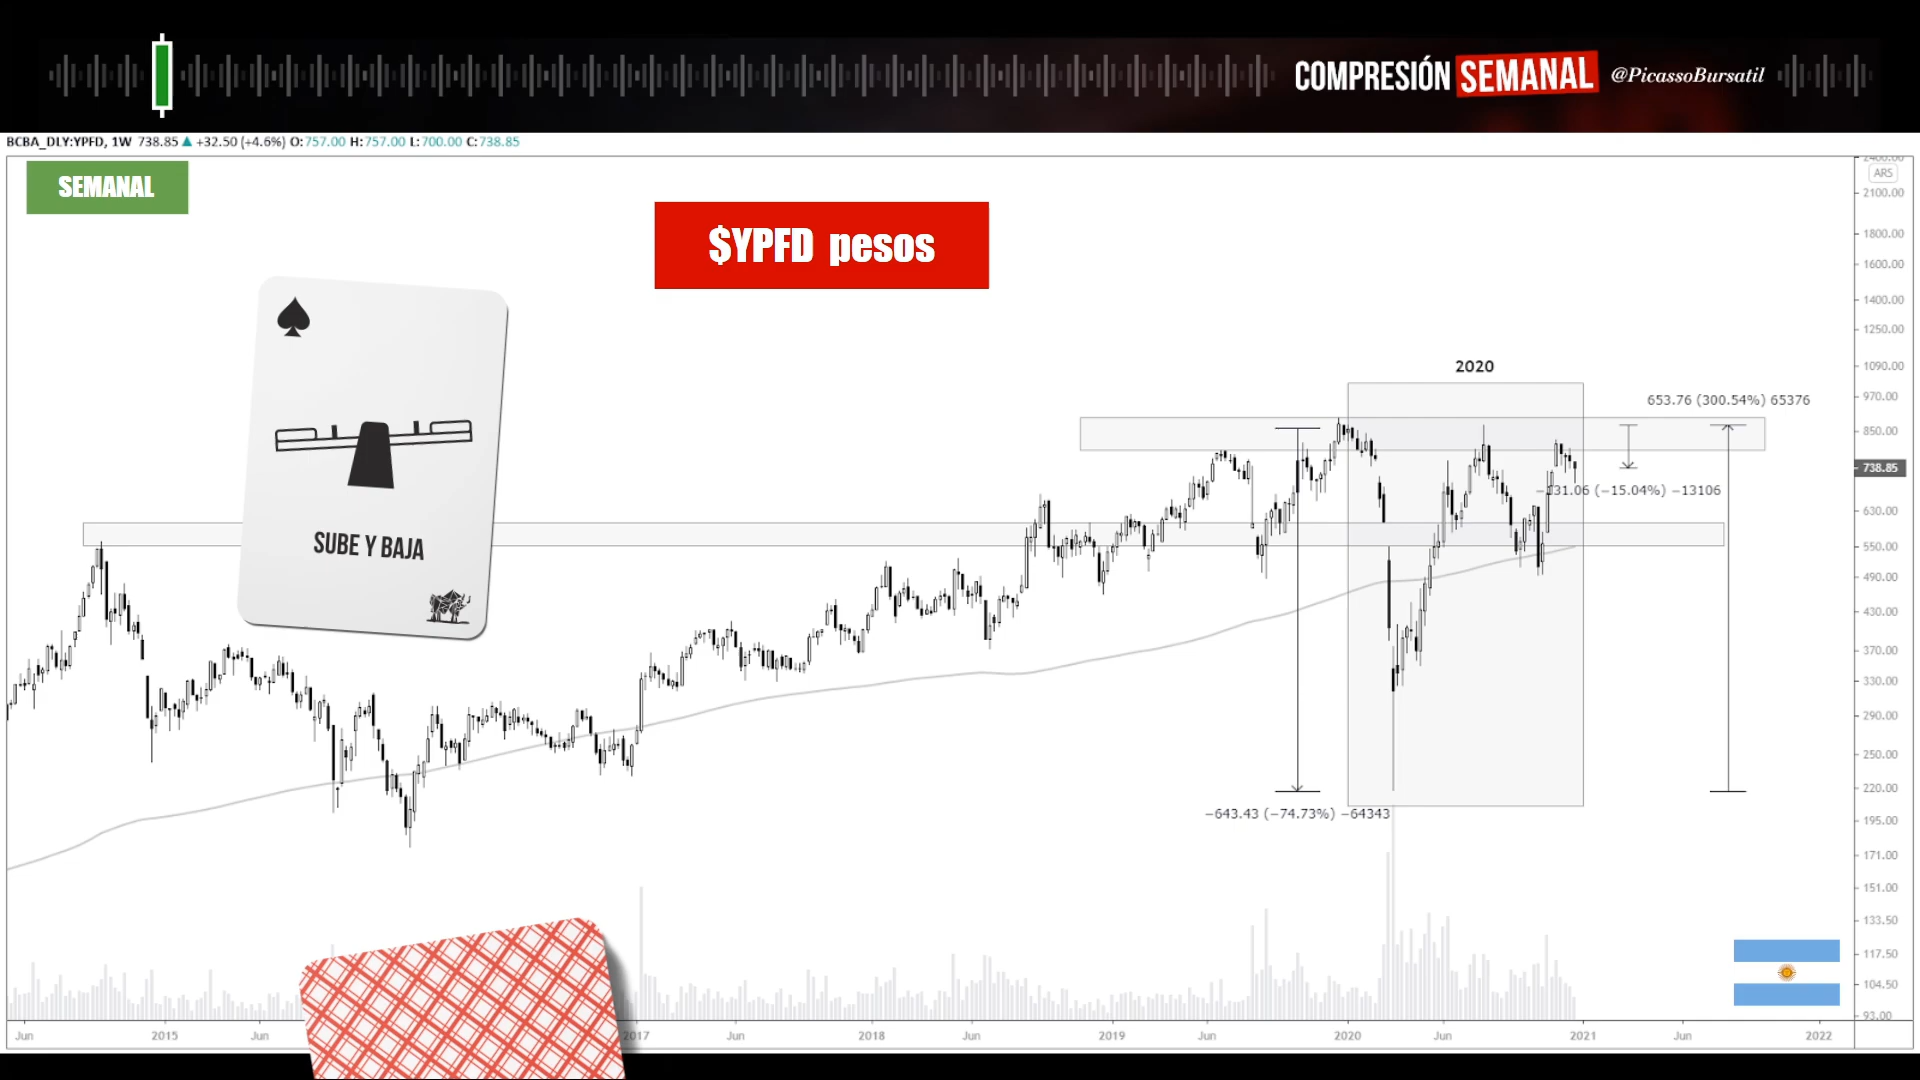 COMPRESIÓN SEMANAL @PicassoBursatil
BCBA_DLY:YPFD, 1W 738.85 ▲ +32.50 (+4.6%) O:757.00 H:757.00 L:700.00 C:738.85
SEMANAL
$YPFD pesos
SUBE Y BAJA
2020
653.76 (300.54%) 65376
−131.06 (−15.04%) −13106
−643.43 (−74.73%) −64343
2400.00
ARS
2100.00
1800.00
1600.00
1400.00
1250.00
1090.00
970.00
850.00
738.85
630.00
550.00
490.00
430.00
370.00
330.00
290.00
250.00
220.00
195.00
171.00
151.00
133.50
117.50
104.50
93.00
Jun 2015 Jun 2017 Jun 2018 Jun 2019 Jun 2020 Jun 2021 Jun 2022